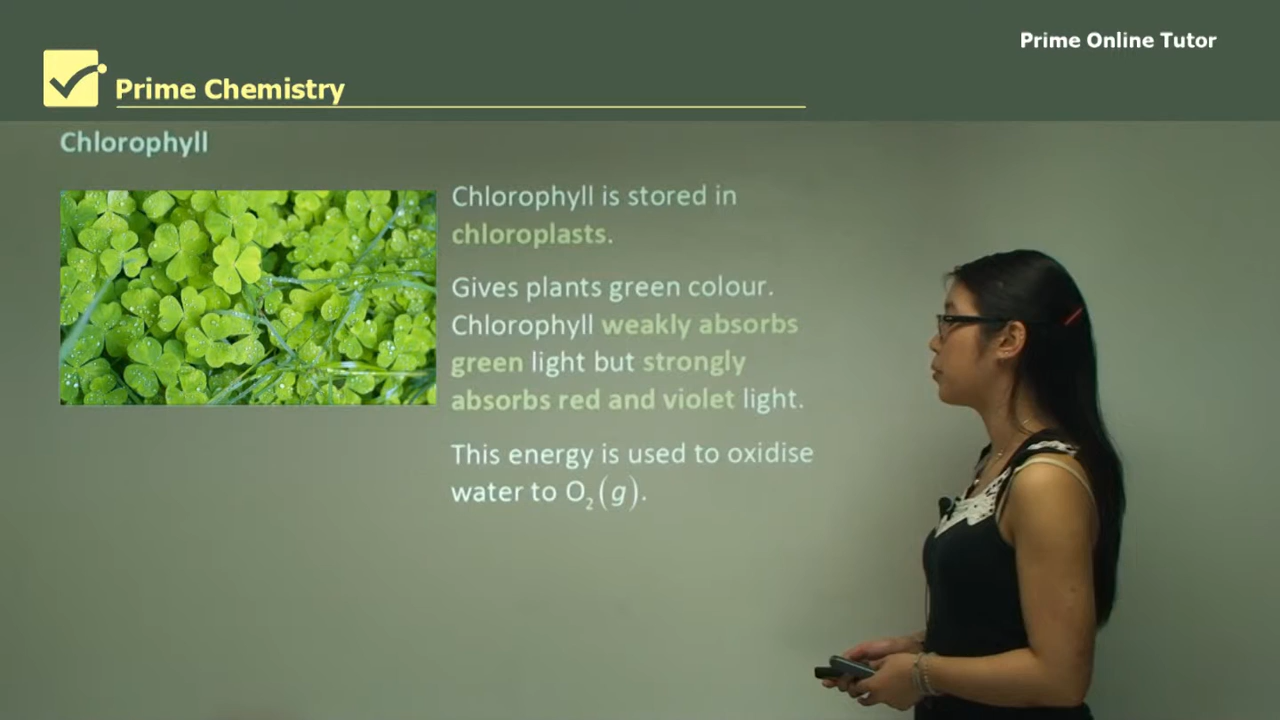 Prime Online Tutor
Prime Chemistry
Chlorophyll
Chlorophyll is stored in
chloroplasts.
Gives plants green colour.
Chlorophyll weakly absorbs
green light but strongly
absorbs red and violet light.
This energy is used to oxidise
water to O₂(g).